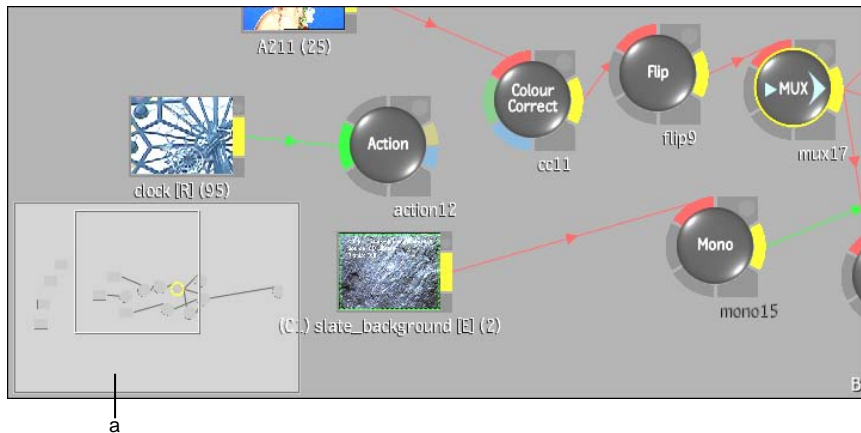 A211 (25)
Colour
Correct
cc11
Flip
flip9
MUX
mux17
clock [R] (95)
Action
action12
(C1) slate_background [E] (2)
Mono
mono15
B
a